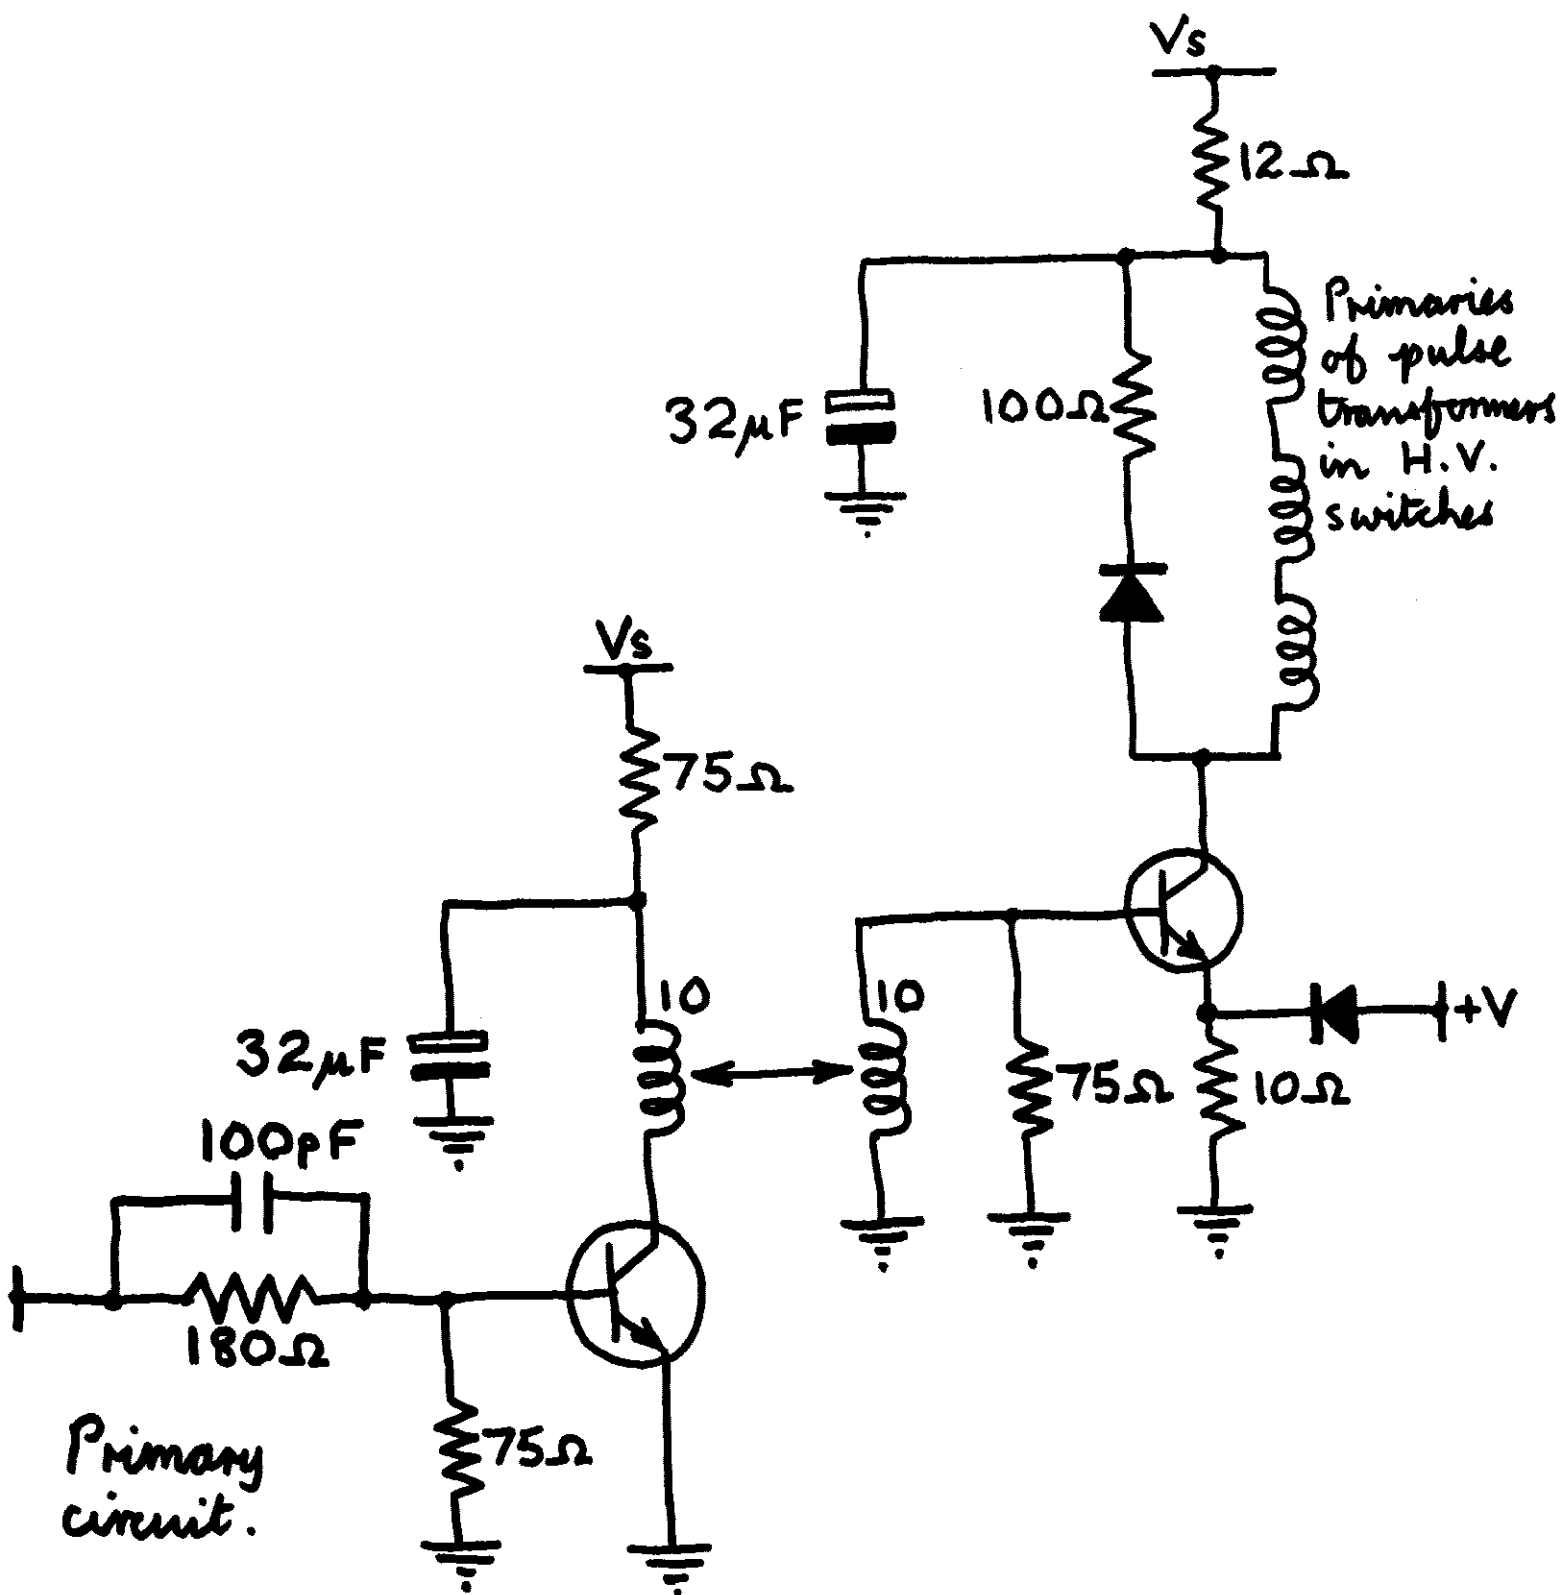 Vs
12Ω
Primaries
of pulse
transformers
in H.V.
switches
32μF
100Ω
Vs
75Ω
10
10
+V
32μF
75Ω
10Ω
100pF
180Ω
75Ω
Primary
circuit.